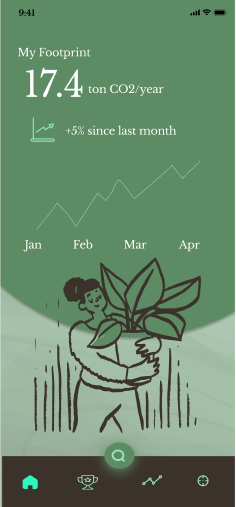 9:41
My Footprint
17.4 ton CO2/year
+5% since last month
Jan Feb Mar Apr